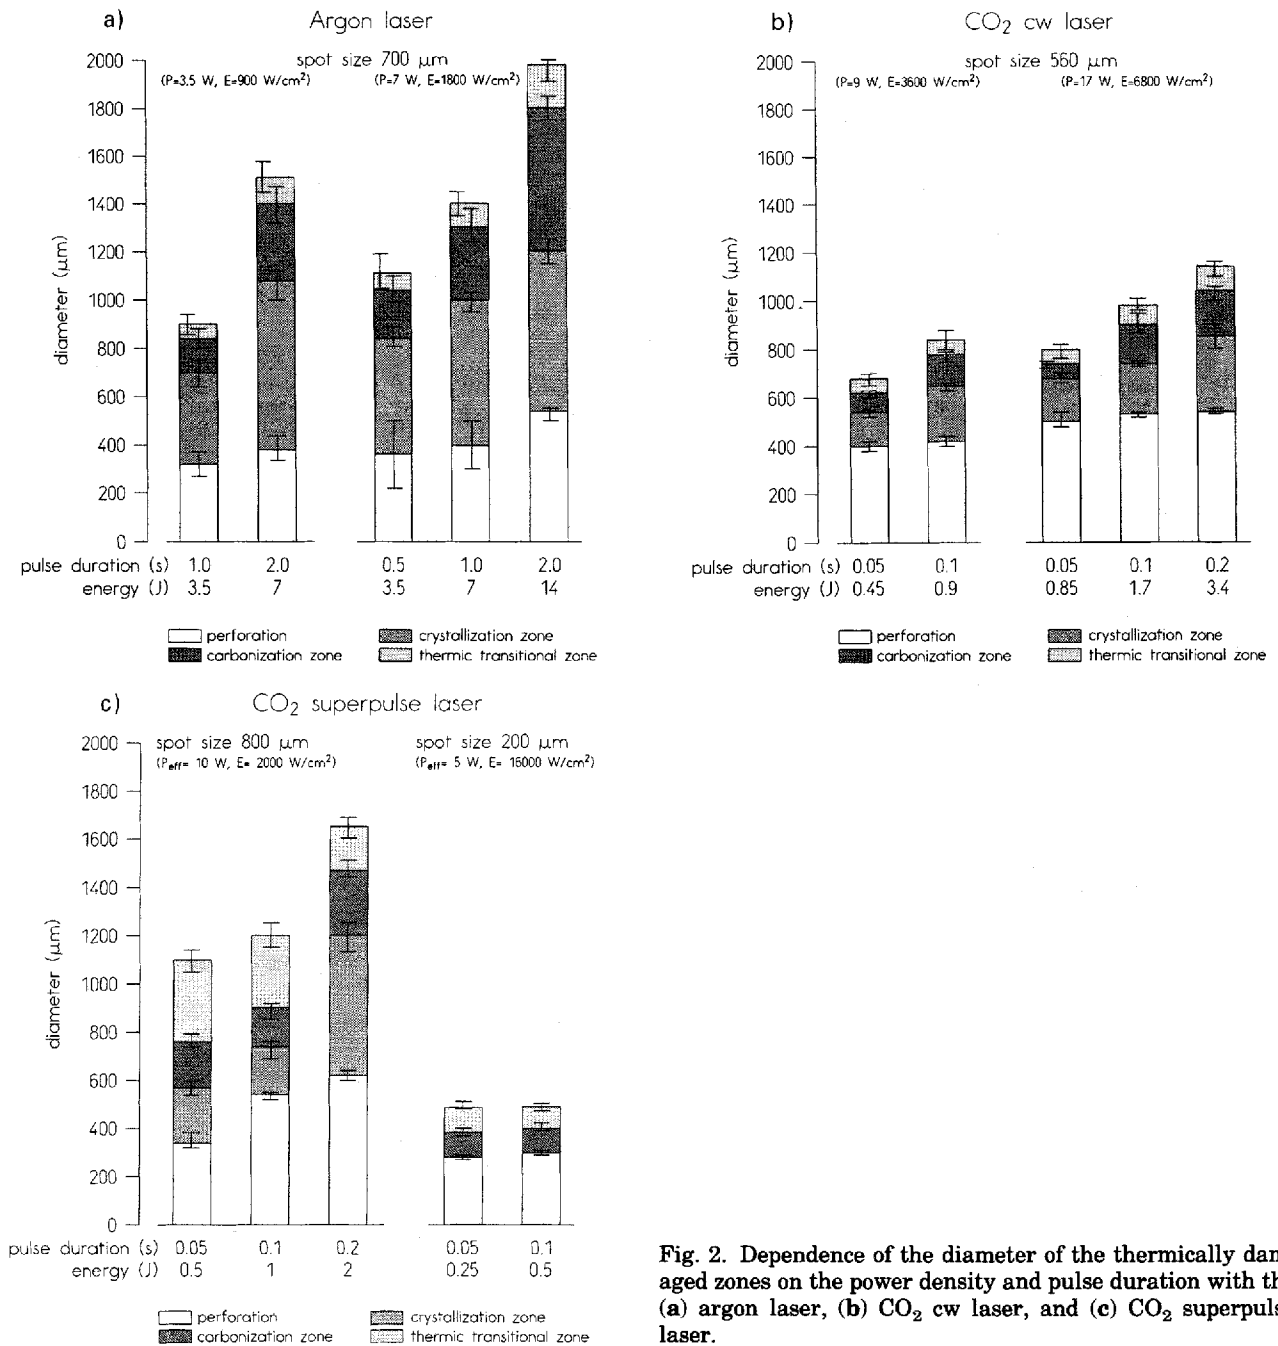 a) Argon laser
spot size 700 μm
(P=3.5 W, E=900 W/cm²) (P=7 W, E=1800 W/cm²)
2000
1800
1600
1400
1200
1000
800
600
400
200
0
diameter (μm)
pulse duration (s) 1.0 2.0 0.5 1.0 2.0
energy (J) 3.5 7 3.5 7 14
perforation crystallization zone
carbonization zone thermic transitional zone
b) CO₂ cw laser
spot size 560 μm
(P=9 W, E=3600 W/cm²) (P=17 W, E=6800 W/cm²)
2000
1800
1600
1400
1200
1000
800
600
400
200
0
diameter (μm)
pulse duration (s) 0.05 0.1 0.05 0.1 0.2
energy (J) 0.45 0.9 0.85 1.7 3.4
perforation crystallization zone
carbonization zone thermic transitional zone
c) CO₂ superpulse laser
spot size 800 μm spot size 200 μm
(Peff= 10 W, E= 2000 W/cm²) (Peff= 5 W, E= 16000 W/cm²)
2000
1800
1600
1400
1200
1000
800
600
400
200
0
diameter (μm)
pulse duration (s) 0.05 0.1 0.2 0.05 0.1
energy (J) 0.5 1 2 0.25 0.5
perforation crystallization zone
carbonization zone thermic transitional zone
Fig. 2. Dependence of the diameter of the thermically dam
aged zones on the power density and pulse duration with th
(a) argon laser, (b) CO₂ cw laser, and (c) CO₂ superpuls
laser.